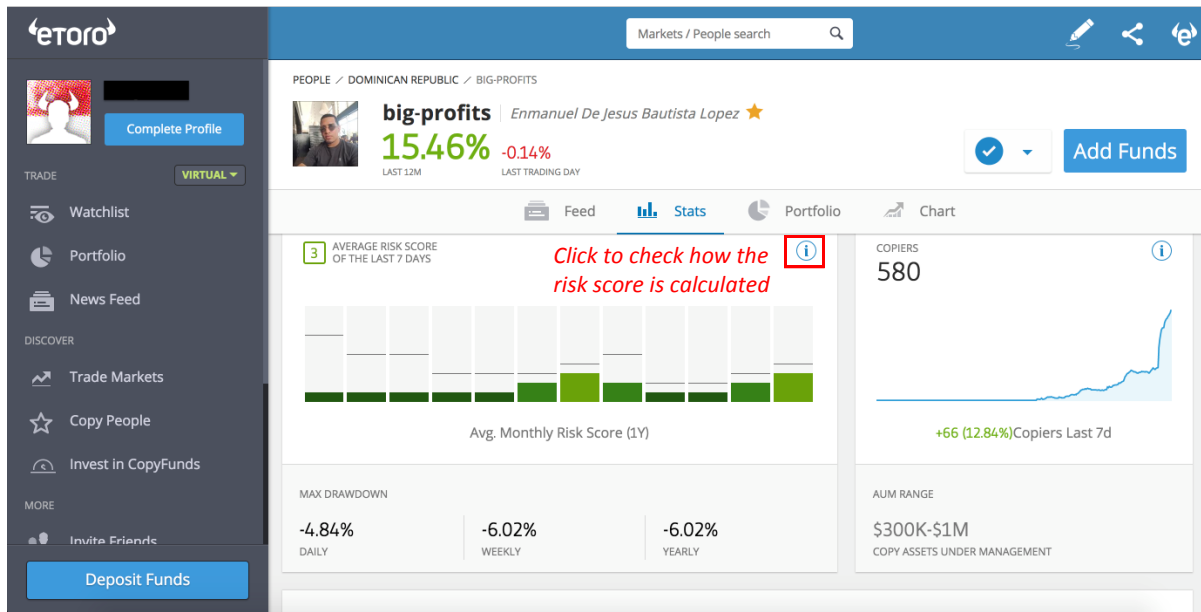 eToro
Markets / People search
Complete Profile
TRADE
VIRTUAL
Watchlist
Portfolio
News Feed
DISCOVER
Trade Markets
Copy People
Invest in CopyFunds
MORE
Invite Friends
Deposit Funds
PEOPLE / DOMINICAN REPUBLIC / BIG-PROFITS
big-profits Enmanuel De Jesus Bautista Lopez
15.46% -0.14%
LAST 12M LAST TRADING DAY
Add Funds
Feed Stats Portfolio Chart
3 AVERAGE RISK SCORE
OF THE LAST 7 DAYS
Click to check how the
risk score is calculated
i
Avg. Monthly Risk Score (1Y)
MAX DRAWDOWN
-4.84% -6.02% -6.02%
DAILY WEEKLY YEARLY
COPIERS
i
580
+66 (12.84%)Copiers Last 7d
AUM RANGE
$300K-$1M
COPY ASSETS UNDER MANAGEMENT